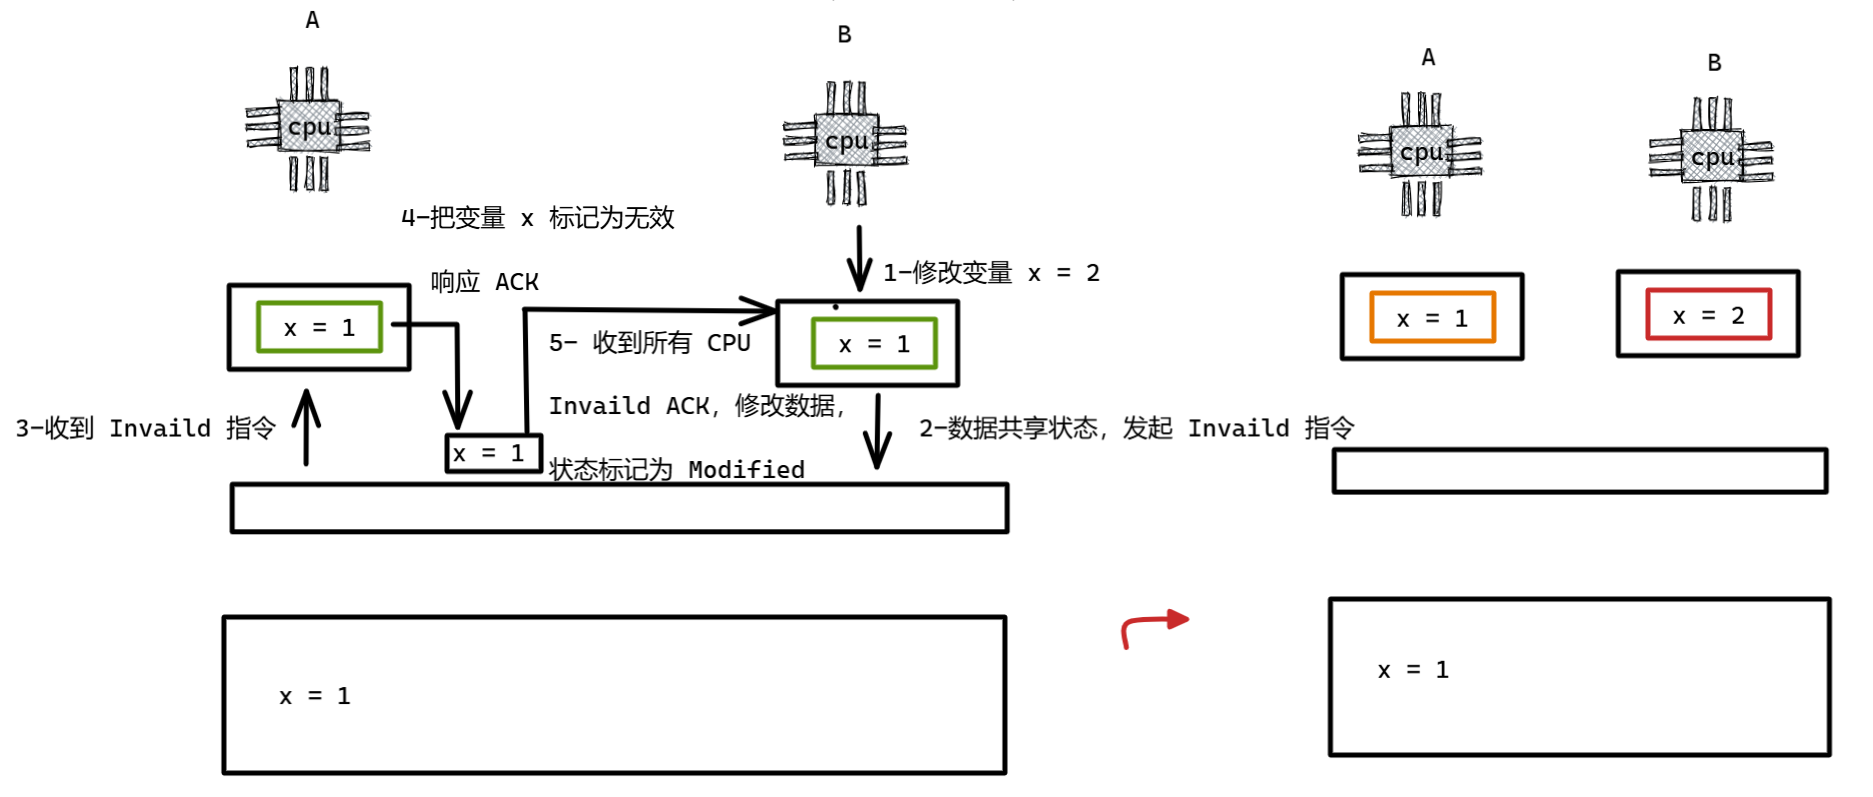 A
B
A
B
cpu
cpu
cpu
cpu
4-把变量 x 标记为无效
响应 ACK
1-修改变量 x = 2
x = 1
5- 收到所有 CPU
x = 1
x = 1
x = 2
Invaild ACK，修改数据，
3-收到 Invaild 指令
2-数据共享状态，发起 Invaild 指令
x = 1
状态标记为 Modified
x = 1
x = 1